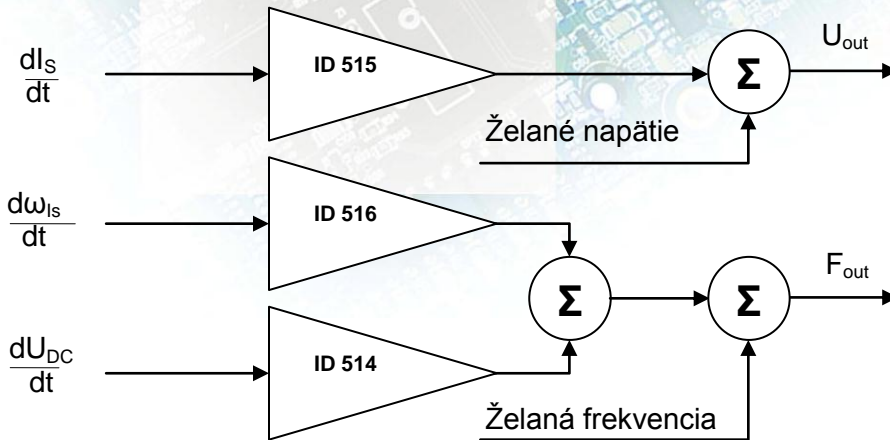 dI_S
dt
ID 515
Σ
U_out
Želané napätie
dω_Is
dt
ID 516
Σ
Σ
F_out
dU_DC
dt
ID 514
Želaná frekvencia